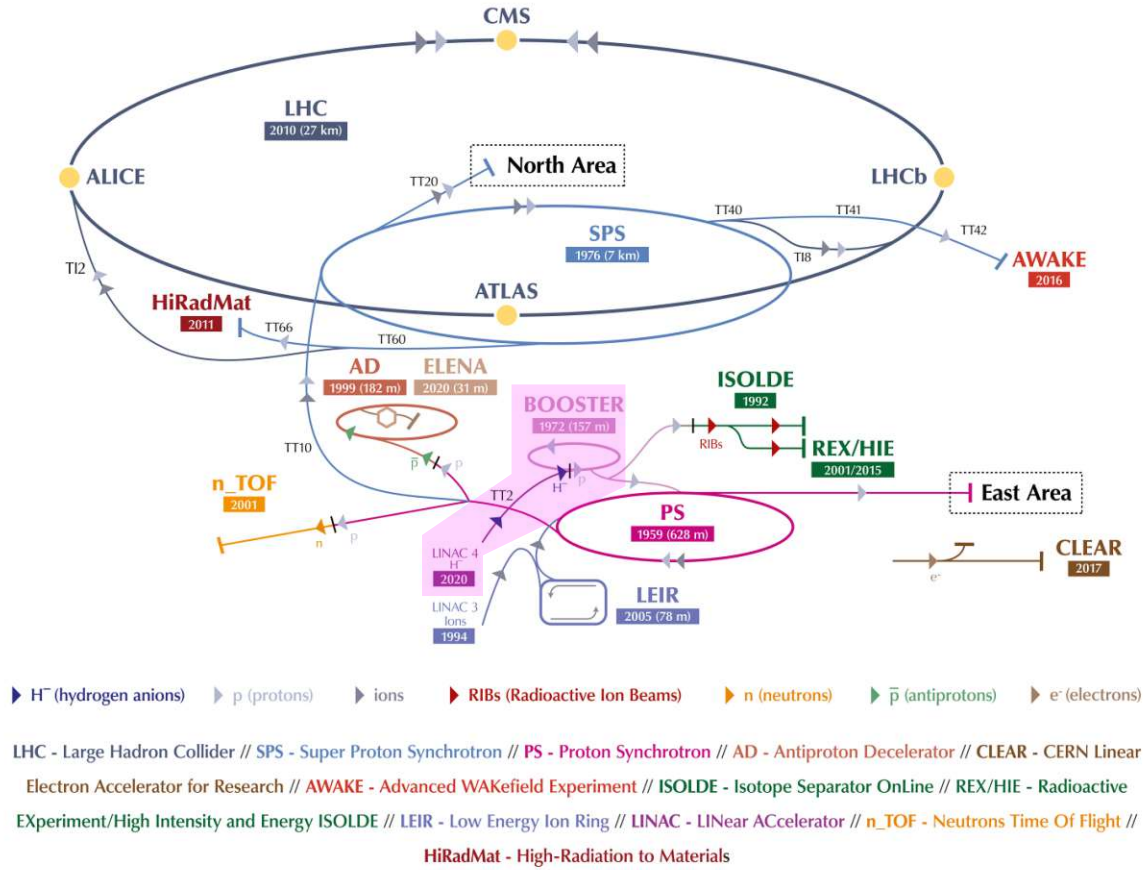 CMS
LHC
2010 (27 km)
North Area
ALICE
LHCb
TT20
TT40
TT41
SPS
TT42
1976 (7 km)
TI8
AWAKE
2016
TI2
HiRadMat
ATLAS
2011
TT66
TT60
AD
ELENA
1999 (182 m)
2020 (31 m)
ISOLDE
1992
BOOSTER
1972 (157 m)
RIBs
REX/HIE
2001/2015
TT10
p̄
p
H⁻
p
n_TOF
2001
TT2
East Area
PS
1959 (628 m)
n
p
LINAC 4
H⁻
2020
CLEAR
2017
e⁻
LEIR
2005 (78 m)
LINAC 3
Ions
1994
H⁻ (hydrogen anions) p (protons) ions RIBs (Radioactive Ion Beams) n (neutrons) p̄ (antiprotons) e⁻ (electrons)
LHC - Large Hadron Collider // SPS - Super Proton Synchrotron // PS - Proton Synchrotron // AD - Antiproton Decelerator // CLEAR - CERN Linear
Electron Accelerator for Research // AWAKE - Advanced WAKefield Experiment // ISOLDE - Isotope Separator OnLine // REX/HIE - Radioactive
EXperiment/High Intensity and Energy ISOLDE // LEIR - Low Energy Ion Ring // LINAC - LINear ACcelerator // n_TOF - Neutrons Time Of Flight //
HiRadMat - High-Radiation to Materials